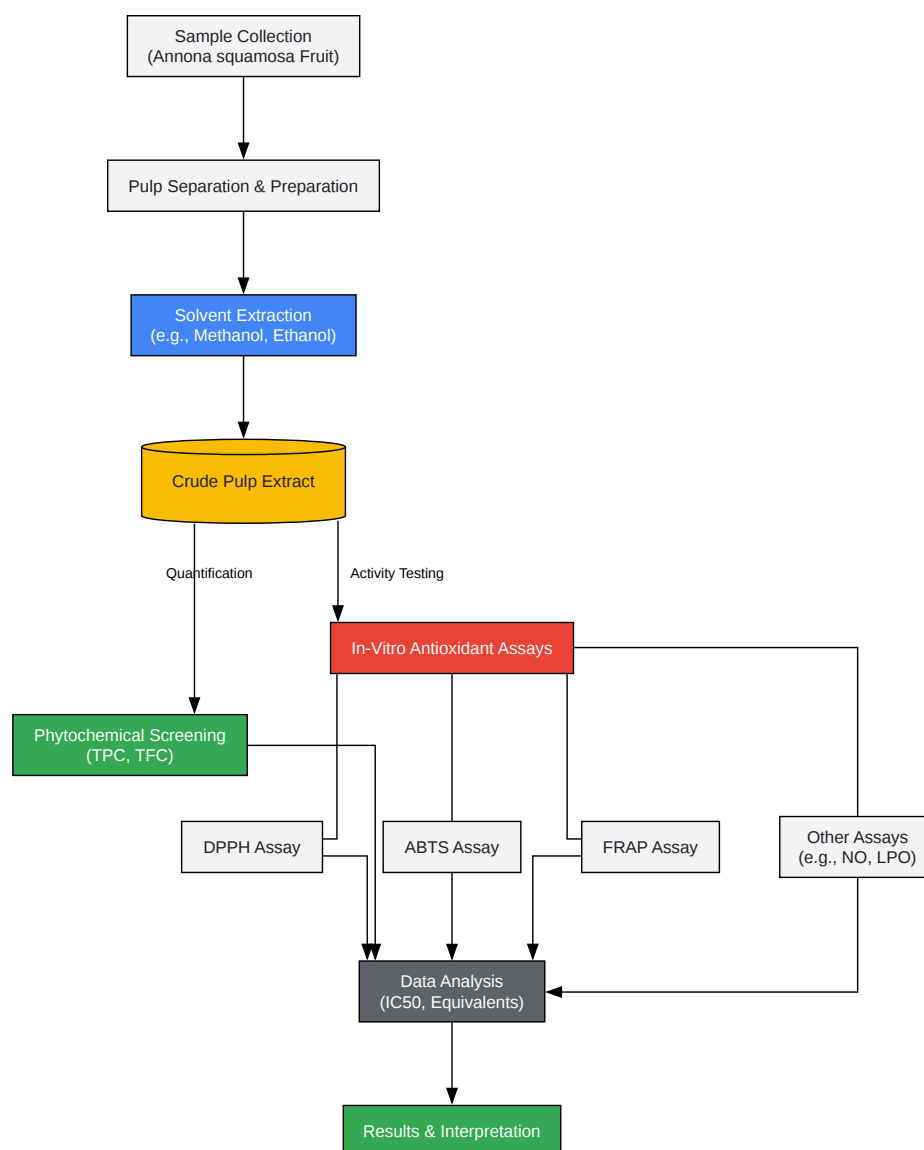 Sample Collection
(Annona squamosa Fruit)
Pulp Separation & Preparation
Solvent Extraction
(e.g., Methanol, Ethanol)
Crude Pulp Extract
Quantification
Activity Testing
In-Vitro Antioxidant Assays
Phytochemical Screening
(TPC, TFC)
DPPH Assay
ABTS Assay
FRAP Assay
Other Assays
(e.g., NO, LPO)
Data Analysis
(IC50, Equivalents)
Results & Interpretation